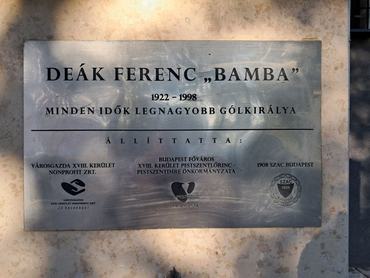 DEÁK FERENC „BAMBA”
1922 – 1998
MINDEN IDŐK LEGNAGYOBB GÓLKIRÁLYA
ÁLLÍTTATTA:
VÁROSGAZDA XVIII. KERÜLET
NONPROFIT ZRT.
BUDAPEST FŐVÁROS
XVIII. KERÜLET PESTSZENTLŐRINC -
PESTSZENTIMRE ÖNKORMÁNYZATA
1908 SZAC BUDAPEST